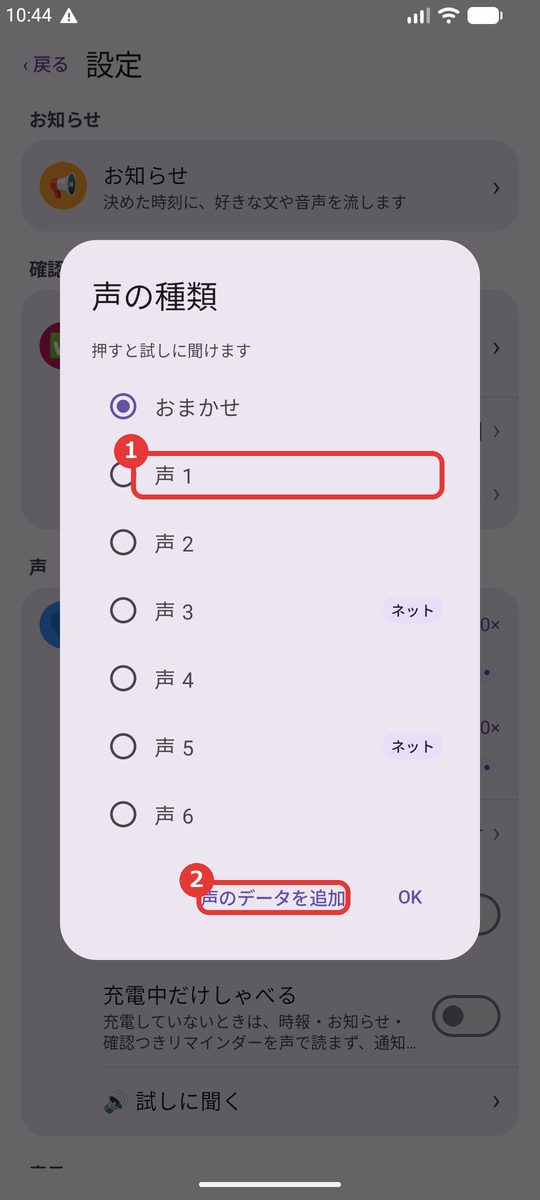 10:44
‹ 戻る 設定
お知らせ
お知らせ
決めた時刻に、好きな文や音声を流します
確認
声の種類
押すと試しに聞けます
おまかせ
1
声 1
声 2
声 3 ネット
声 4
声 5 ネット
声 6
2
声のデータを追加 OK
声
0×
0×
充電中だけしゃべる
充電していないときは、時報・お知らせ・
確認つきリマインダーを声で読まず、通知...
試しに聞く